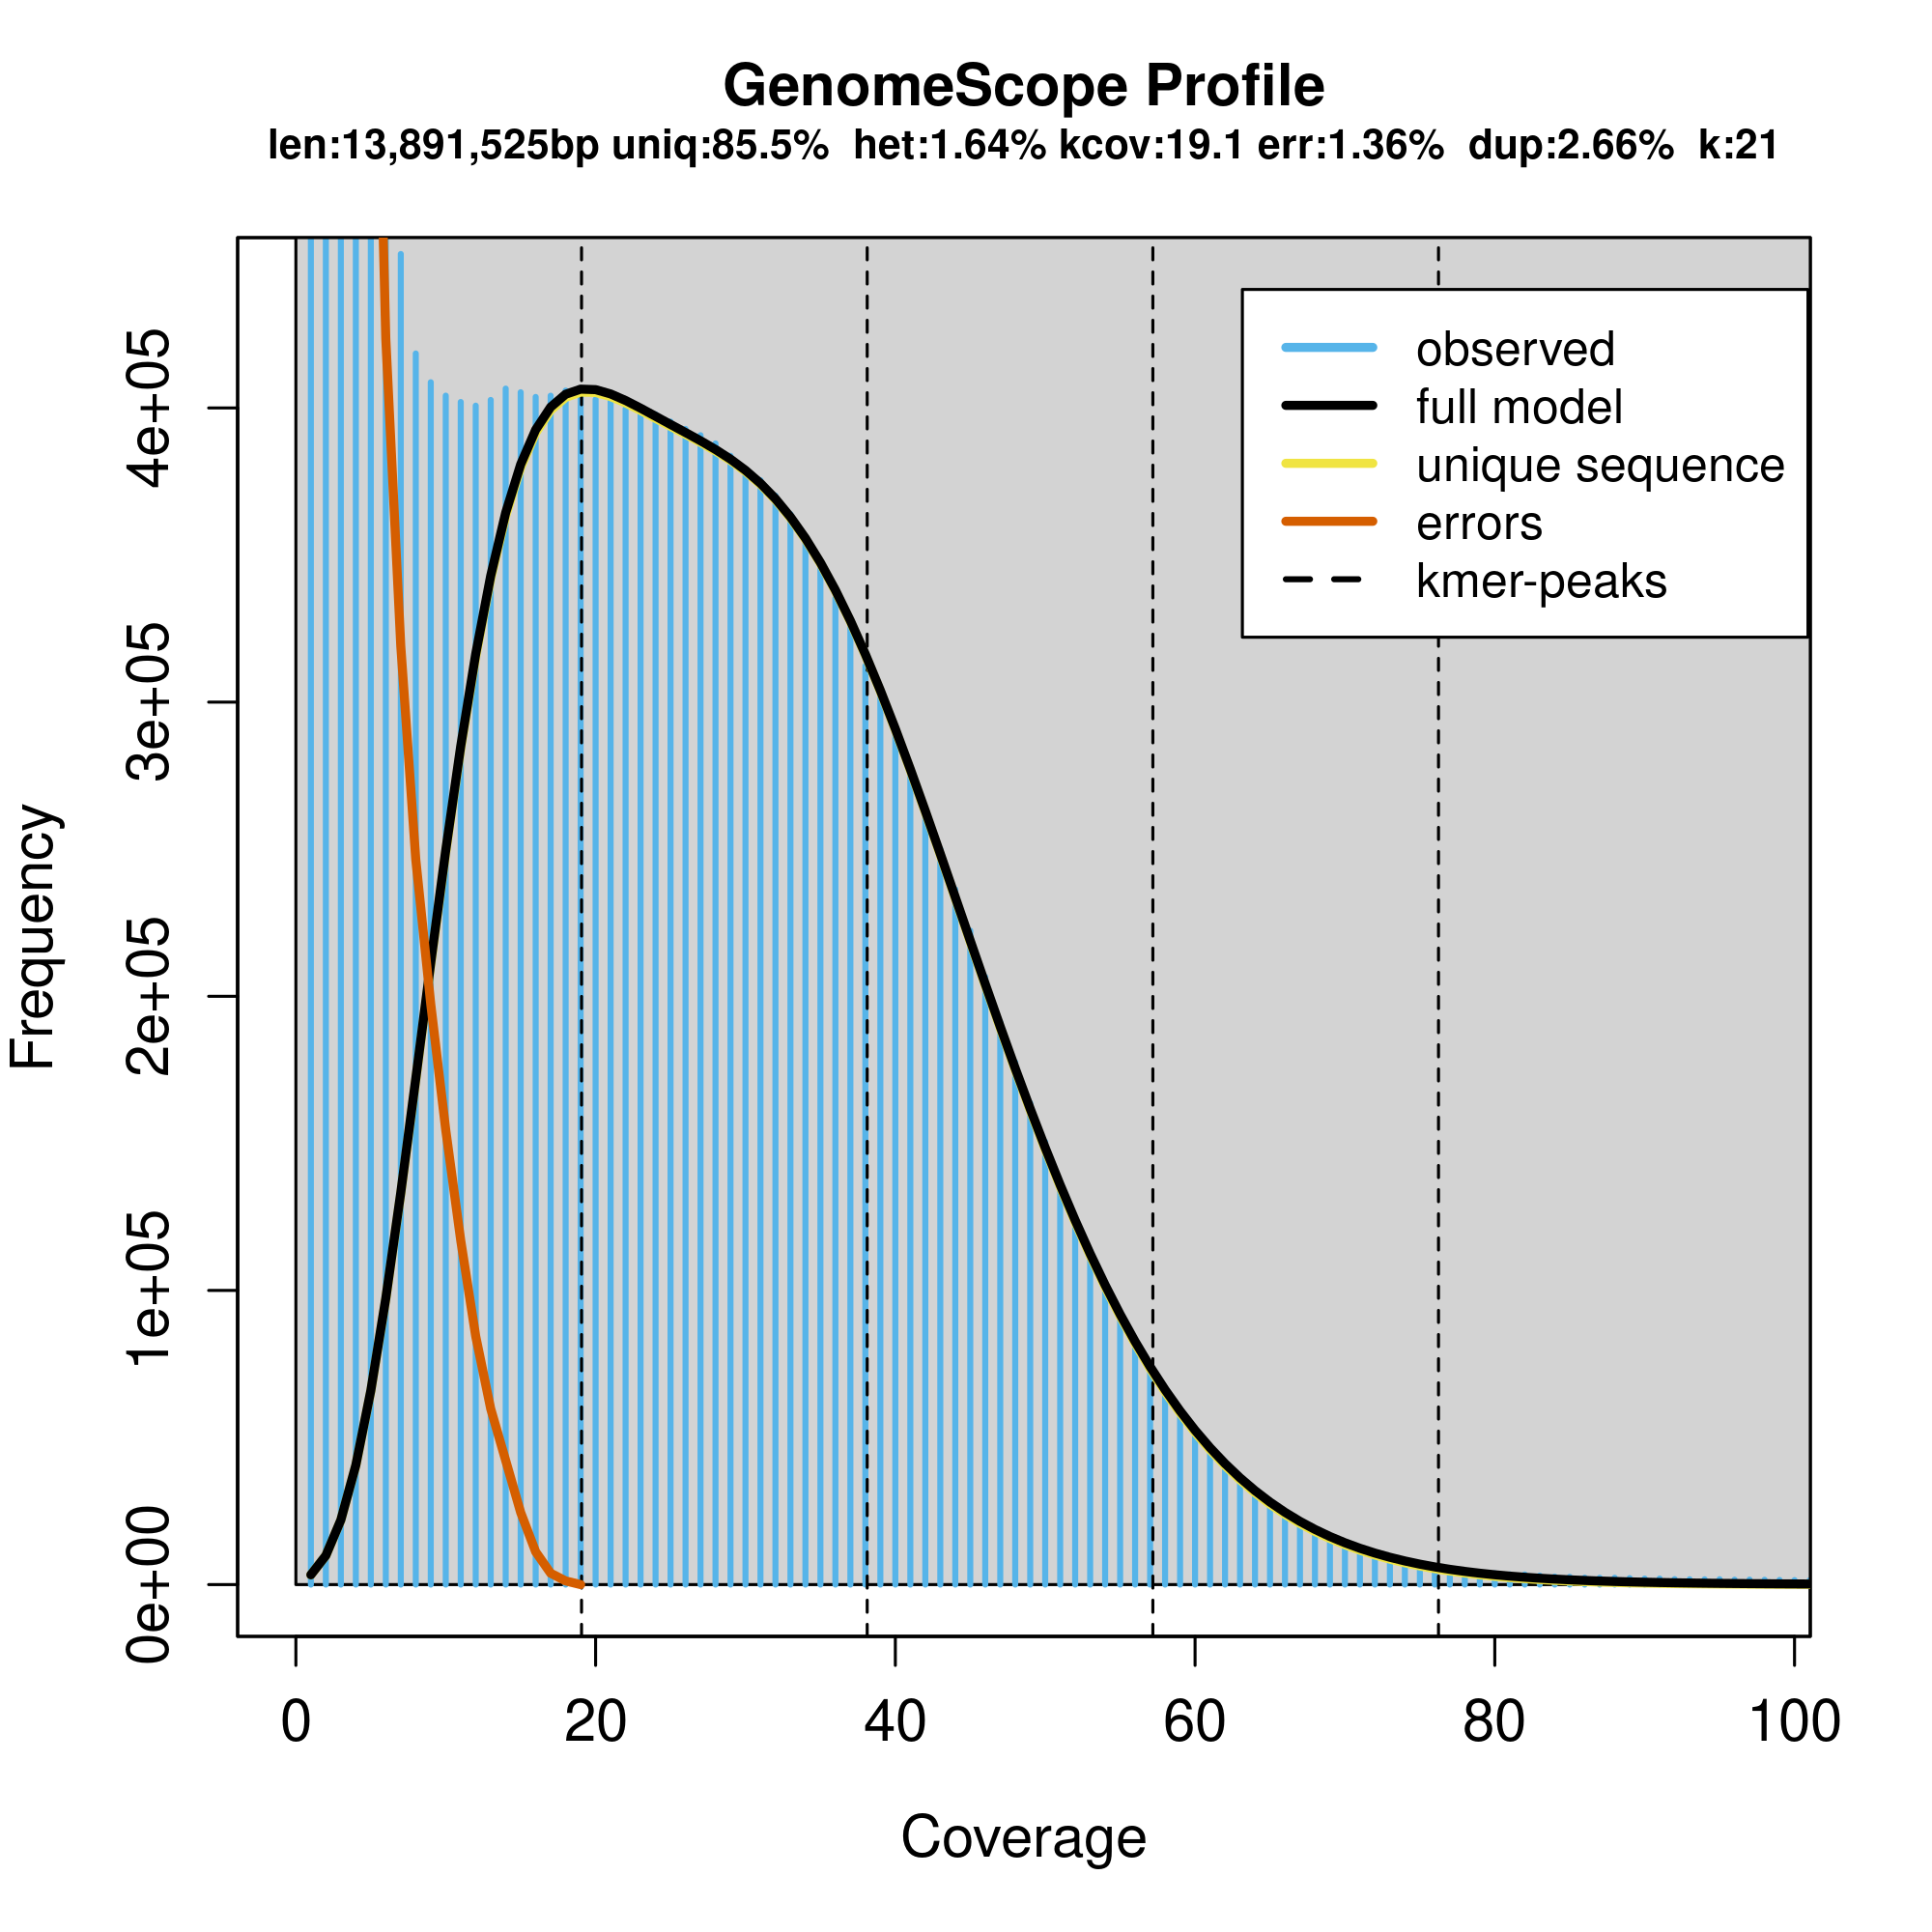 GenomeScope Profile
len:13,891,525bp uniq:85.5% het:1.64% kcov:19.1 err:1.36% dup:2.66% k:21
observed
full model
unique sequence
errors
kmer-peaks
Frequency
4e+05
3e+05
2e+05
1e+05
0e+00
0 20 40 60 80 100
Coverage